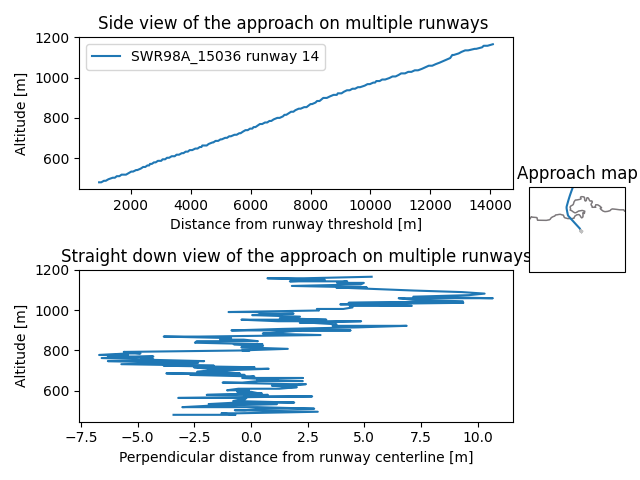 Side view of the approach on multiple runways
1200
1000
800
600
Altitude [m]
SWR98A_15036 runway 14
2000 4000 6000 8000 10000 12000 14000
Distance from runway threshold [m]
Approach map
Straight down view of the approach on multiple runways
1200
1000
800
600
Altitude [m]
−7.5 −5.0 −2.5 0.0 2.5 5.0 7.5 10.0
Perpendicular distance from runway centerline [m]